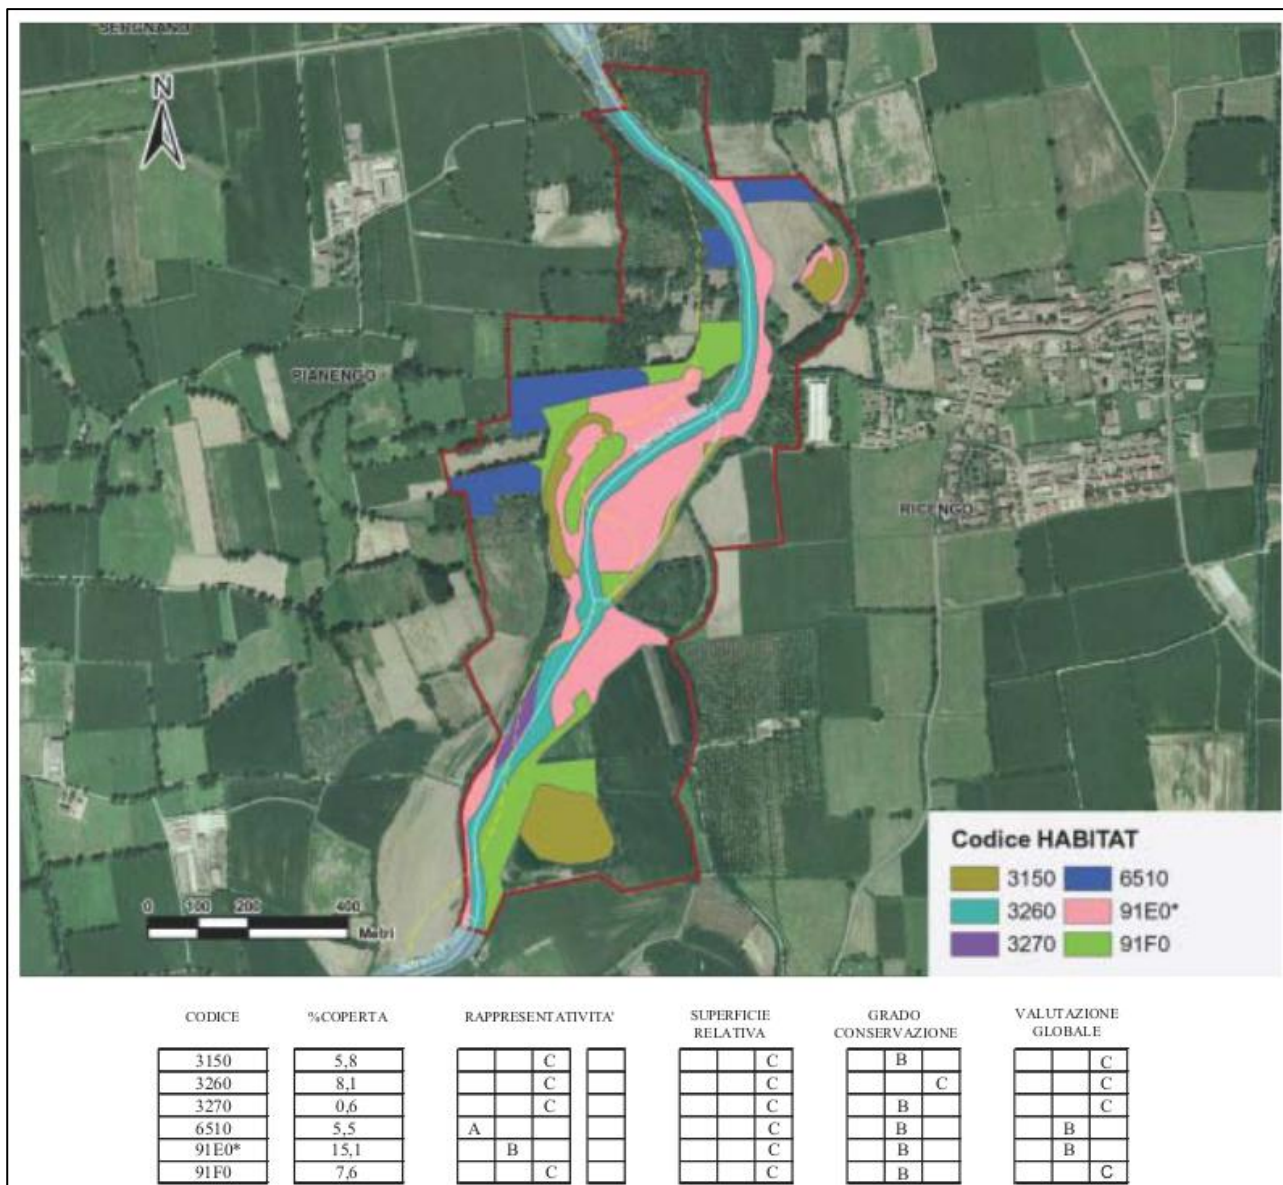 SERGNANO
N
PIANENGO
RICENGO
0 100 200 400
Metri
Codice HABITAT
3150 6510
3260 91E0*
3270 91F0
CODICE %COPERTA RAPPRESENTATIVITA' SUPERFICIE RELATIVA GRADO CONSERVAZIONE VALUTAZIONE GLOBALE
3150 5,8 C C B C
3260 8,1 C C C C
3270 0,6 C C B C
6510 5,5 A C B B
91E0* 15,1 B C B B
91F0 7,6 C C B C